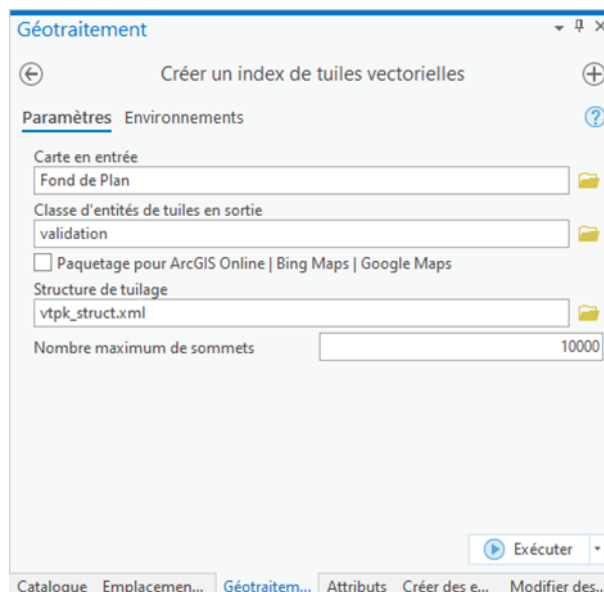 Géotraitement
Créer un index de tuiles vectorielles
Paramètres Environnements
Carte en entrée
Fond de Plan
Classe d'entités de tuiles en sortie
validation
Paquetage pour ArcGIS Online | Bing Maps | Google Maps
Structure de tuilage
vtpk_struct.xml
Nombre maximum de sommets 10000
Exécuter
Catalogue Emplacemen... Géotraitem... Attributs Créer des e... Modifier des...